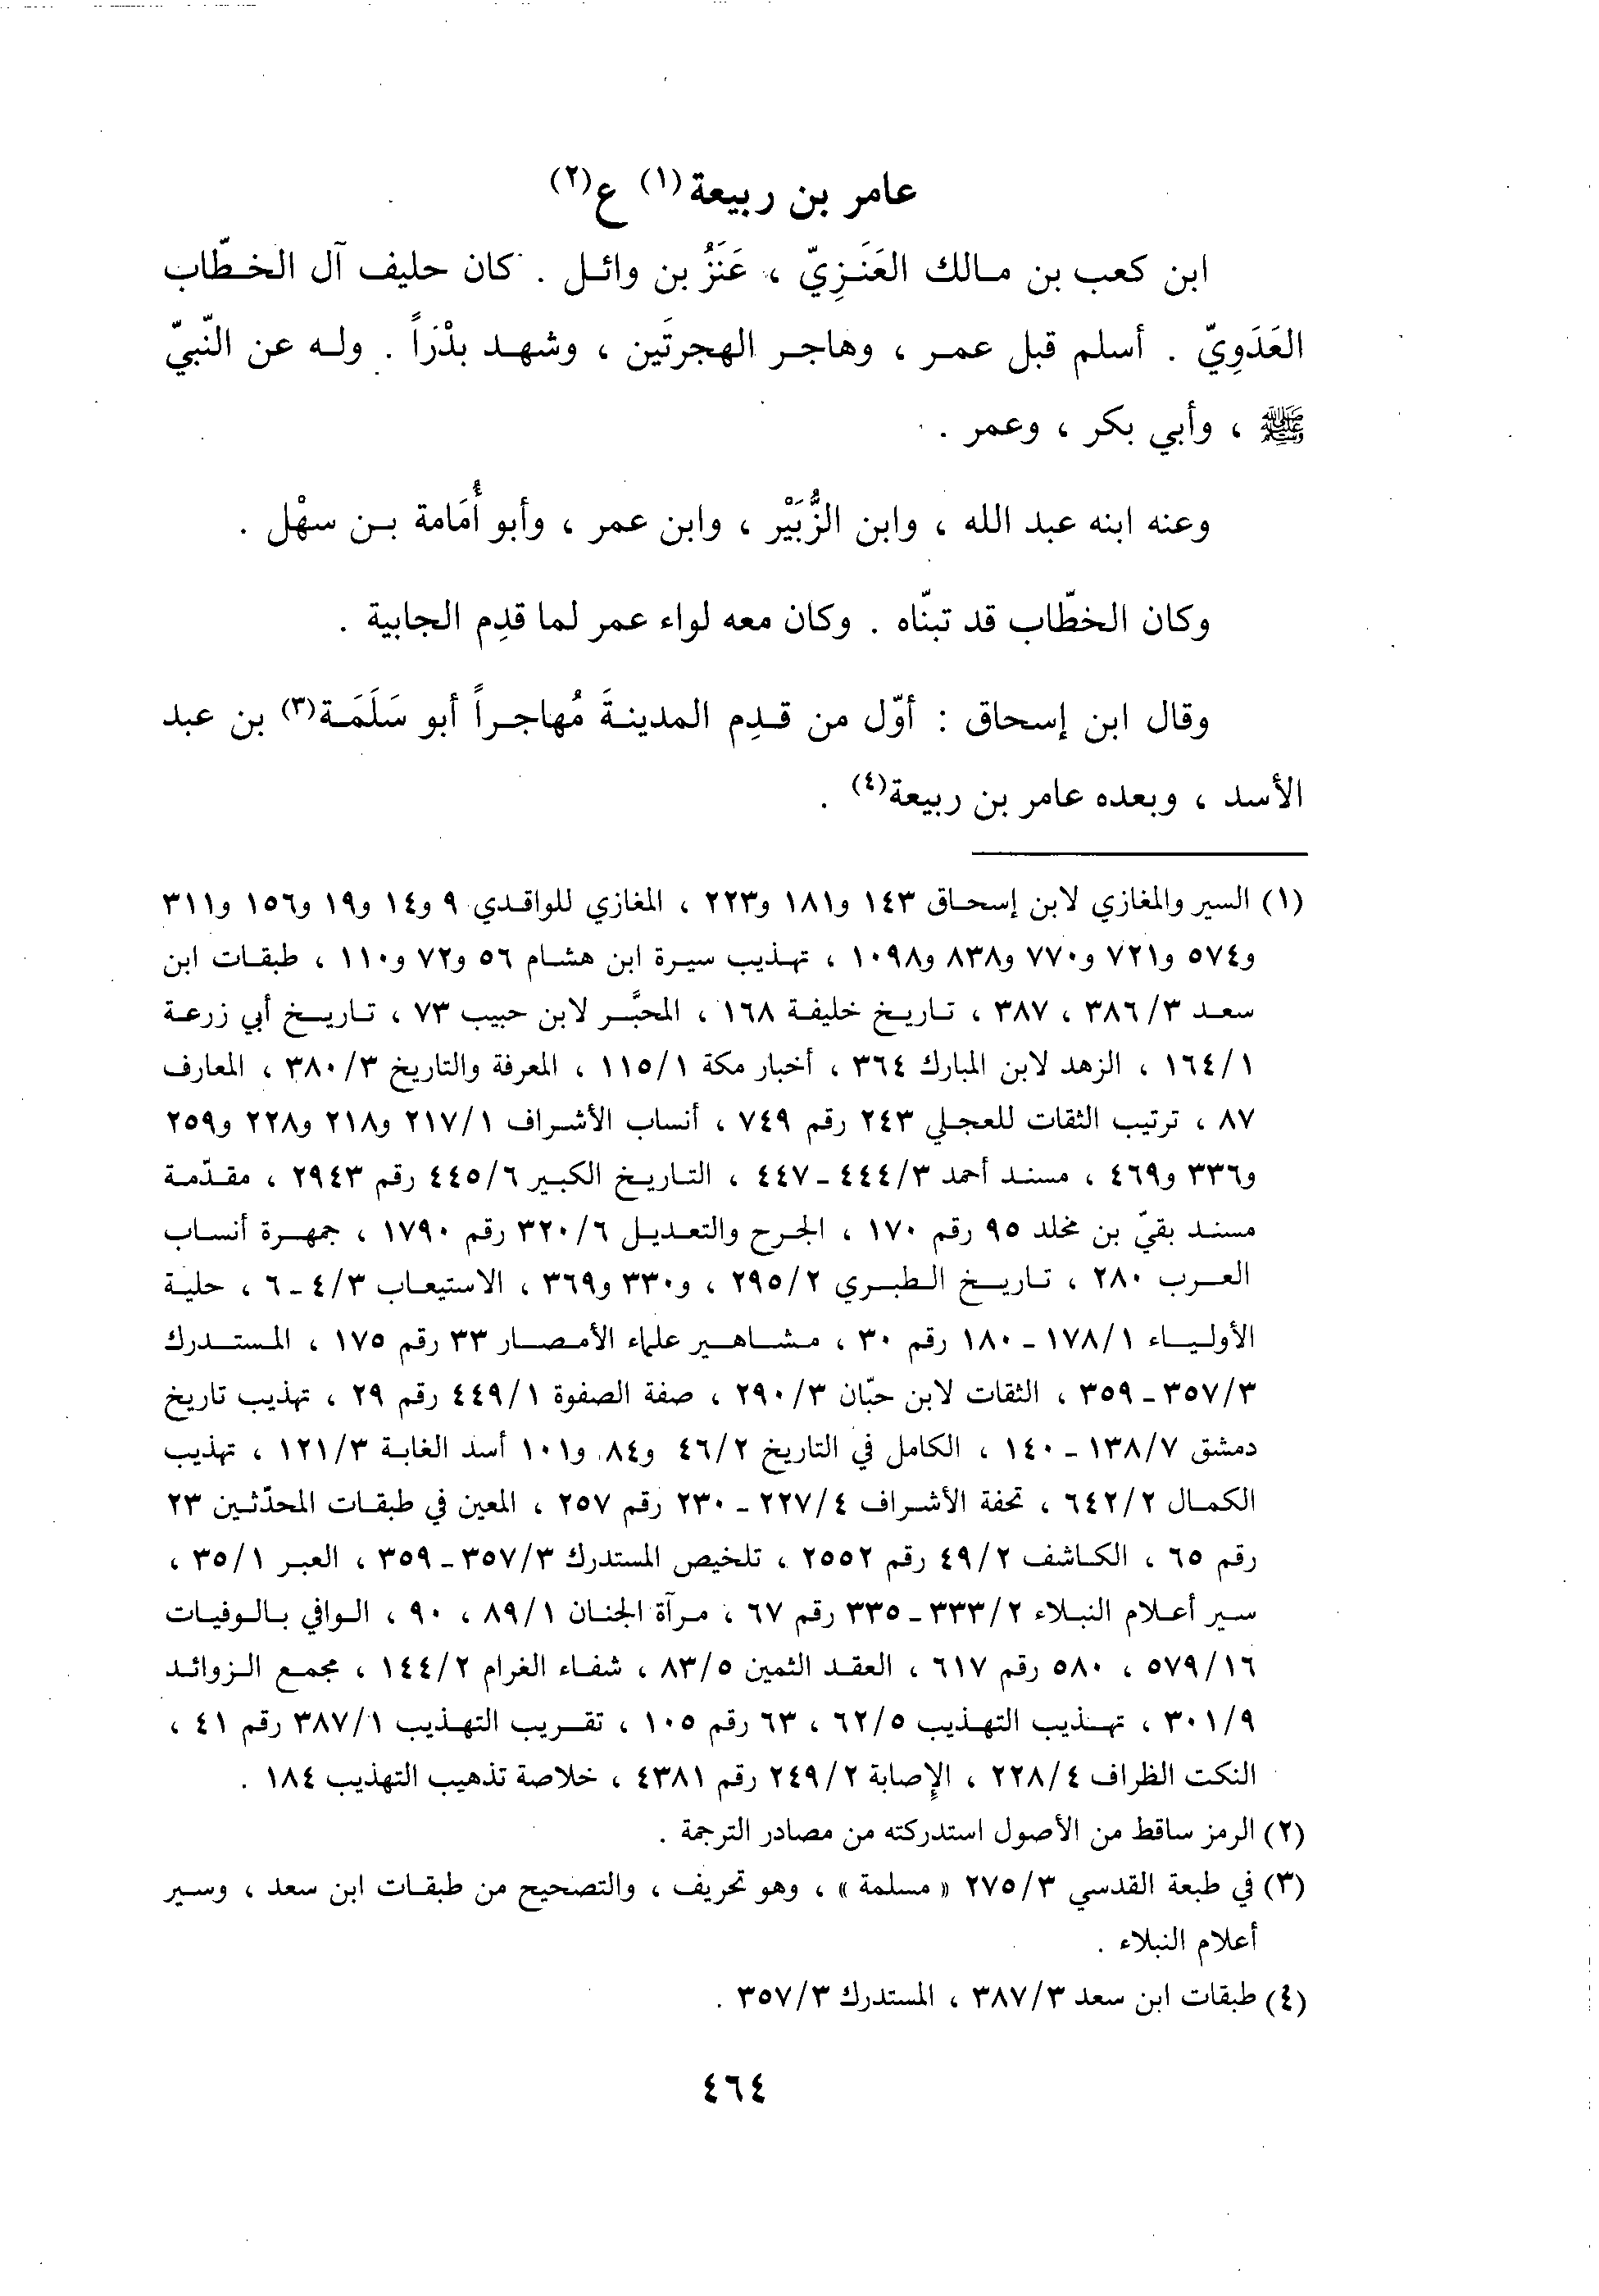 عامر بن ربيعة(١) ع(٢)
ابن كعب بن مالك العَنَزِيّ ، عَنَزُ بن وائل . كان حليف آل الخطّاب
العَدَوِيّ . أسلم قبل عمر ، وهاجر الهجرتَين ، وشهد بدْراً . وله عن النّبيّ
ﷺ ، وأبي بكر ، وعمر .
وعنه ابنه عبد الله ، وابن الزُّبَيْر ، وابن عمر ، وأبو أُمَامة بن سهْل .
وكان الخطّاب قد تبنّاه . وكان معه لواء عمر لما قدِم الجابية .
وقال ابن إسحاق : أوّل من قدِم المدينةَ مُهاجراً أبو سَلَمَة(٣) بن عبد
الأسد ، وبعده عامر بن ربيعة(٤) .
(١) السير والمغازي لابن إسحاق ١٤٣ و١٨١ و٢٢٣ ، المغازي للواقدي ٩ و١٤ و١٩ و١٥٦ و٣١١
و٥٧٤ و٧٢١ و٧٧٠ و٨٣٨ و١٠٩٨ ، تهذيب سيرة ابن هشام ٥٦ و٧٢ و١١٠ ، طبقات ابن
سعد ٣/ ٣٨٦ ، ٣٨٧ ، تاريخ خليفة ١٦٨ ، المحبَّر لابن حبيب ٧٣ ، تاريخ أبي زرعة
١/ ١٦٤ ، الزهد لابن المبارك ٣٦٤ ، أخبار مكة ١/ ١١٥ ، المعرفة والتاريخ ٣/ ٣٨٠ ، المعارف
٨٧ ، ترتيب الثقات للعجلي ٢٤٣ رقم ٧٤٩ ، أنساب الأشراف ١/ ٢١٧ و٢١٨ و٢٢٨ و٢٥٩
و٣٣٦ و٤٦٩ ، مسند أحمد ٣/ ٤٤٤ ـ ٤٤٧ ، التاريخ الكبير ٦/ ٤٤٥ رقم ٢٩٤٣ ، مقدّمة
مسند بقيّ بن مخلد ٩٥ رقم ١٧٠ ، الجرح والتعديل ٦/ ٣٢٠ رقم ١٧٩٠ ، جمهرة أنساب
العرب ٢٨٠ ، تاريخ الطبري ٢/ ٢٩٥ ، و٣٣٠ و٣٦٩ ، الاستيعاب ٣/ ٤ ـ ٦ ، حلية
الأولياء ١/ ١٧٨ ـ ١٨٠ رقم ٣٠ ، مشاهير علماء الأمصار ٣٣ رقم ١٧٥ ، المستدرك
٣/ ٣٥٧ ـ ٣٥٩ ، الثقات لابن حبّان ٣/ ٢٩٠ ، صفة الصفوة ١/ ٤٤٩ رقم ٢٩ ، تهذيب تاريخ
دمشق ٧/ ١٣٨ ـ ١٤٠ ، الكامل في التاريخ ٢/ ٤٦ و٨٤ و١٠١ أسد الغابة ٣/ ١٢١ ، تهذيب
الكمال ٢/ ٦٤٢ ، تحفة الأشراف ٤/ ٢٢٧ ـ ٢٣٠ رقم ٢٥٧ ، المعين في طبقات المحدّثين ٢٣
رقم ٦٥ ، الكاشف ٢/ ٤٩ رقم ٢٥٥٢ ، تلخيص المستدرك ٣/ ٣٥٧ ـ ٣٥٩ ، العبر ١/ ٣٥ ،
سير أعلام النبلاء ٢/ ٣٣٣ ـ ٣٣٥ رقم ٦٧ ، مرآة الجنان ١/ ٨٩ ، ٩٠ ، الوافي بالوفيات
١٦/ ٥٧٩ ، ٥٨٠ رقم ٦١٧ ، العقد الثمين ٥/ ٨٣ ، شفاء الغرام ٢/ ١٤٤ ، مجمع الزوائد
٩/ ٣٠١ ، تهذيب التهذيب ٥/ ٦٢ ، ٦٣ رقم ١٠٥ ، تقريب التهذيب ١/ ٣٨٧ رقم ٤١ ،
النكت الظراف ٤/ ٢٢٨ ، الإصابة ٢/ ٢٤٩ رقم ٤٣٨١ ، خلاصة تذهيب التهذيب ١٨٤ .
(٢) الرمز ساقط من الأصول استدركته من مصادر الترجمة .
(٣) في طبعة القدسي ٣/ ٢٧٥ « مسلمة » ، وهو تحريف ، والتصحيح من طبقات ابن سعد ، وسير
أعلام النبلاء .
(٤) طبقات ابن سعد ٣/ ٣٨٧ ، المستدرك ٣/ ٣٥٧ .
٤٦٤